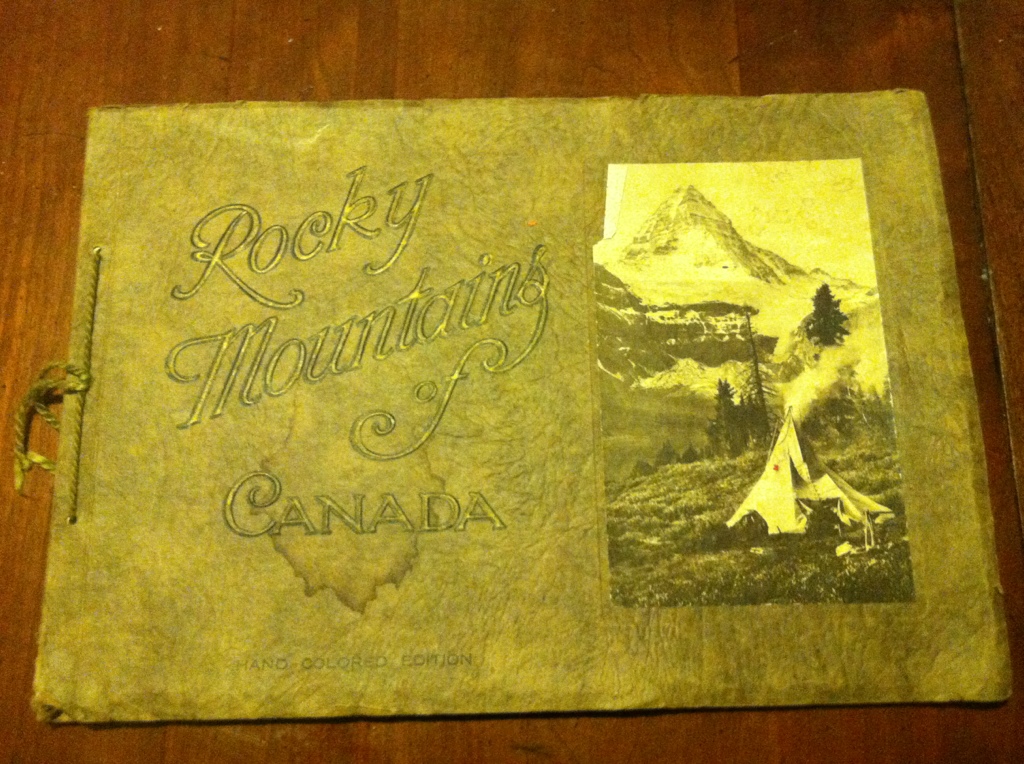 Rocky
Mountains
of
CANADA
HAND COLORED EDITION